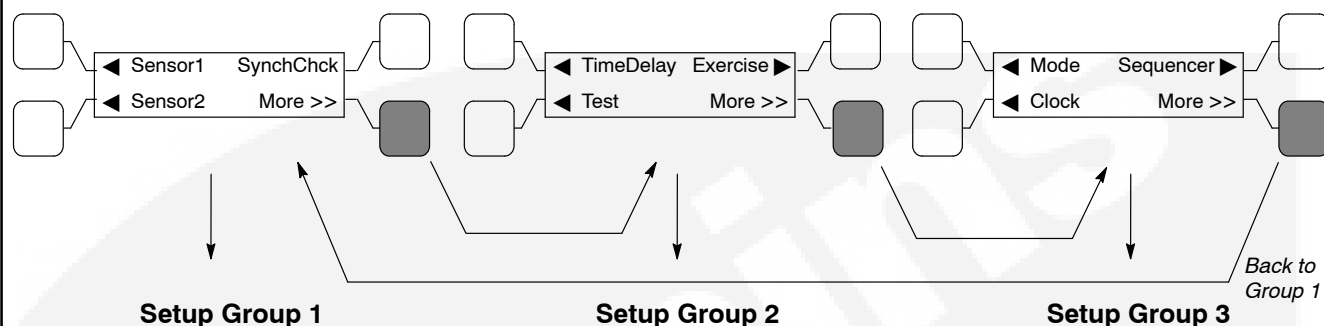 ◀ Sensor1 SynchChck
◀ Sensor2 More >>
◀ TimeDelay Exercise ▶
◀ Test More >>
◀ Mode Sequencer ▶
◀ Clock More >>
Back to
Group 1
Setup Group 1
Setup Group 2
Setup Group 3